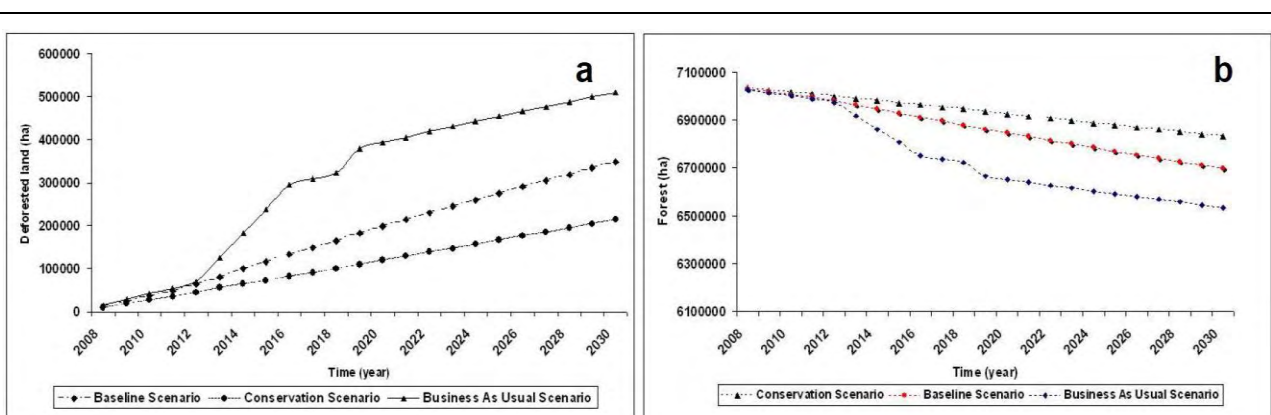 a
600000
500000
400000
300000
200000
100000
0
Deforested land (ha)
2008 2010 2012 2014 2016 2018 2020 2022 2024 2026 2028 2030
Time (year)
Baseline Scenario Conservation Scenario Business As Usual Scenario
b
7100000
6900000
6700000
6500000
6300000
6100000
Forest (ha)
2008 2010 2012 2014 2016 2018 2020 2022 2024 2026 2028 2030
Time (year)
Conservation Scenario Baseline Scenario Business As Usual Scenario